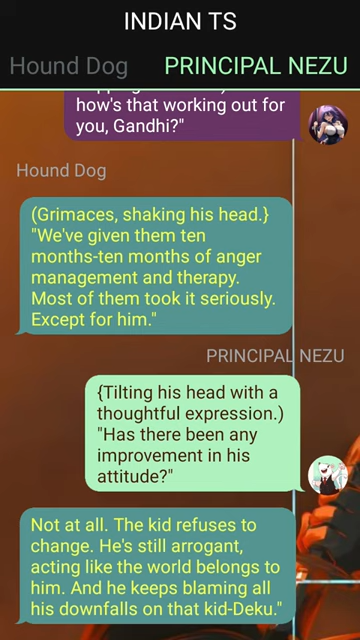 INDIAN TS
Hound Dog PRINCIPAL NEZU
how's that working out for
you, Gandhi?"
Hound Dog
(Grimaces, shaking his head.}
"We've given them ten
months-ten months of anger
management and therapy.
Most of them took it seriously.
Except for him."
PRINCIPAL NEZU
{Tilting his head with a
thoughtful expression.)
"Has there been any
improvement in his
attitude?"
Not at all. The kid refuses to
change. He's still arrogant,
acting like the world belongs to
him. And he keeps blaming all
his downfalls on that kid-Deku."